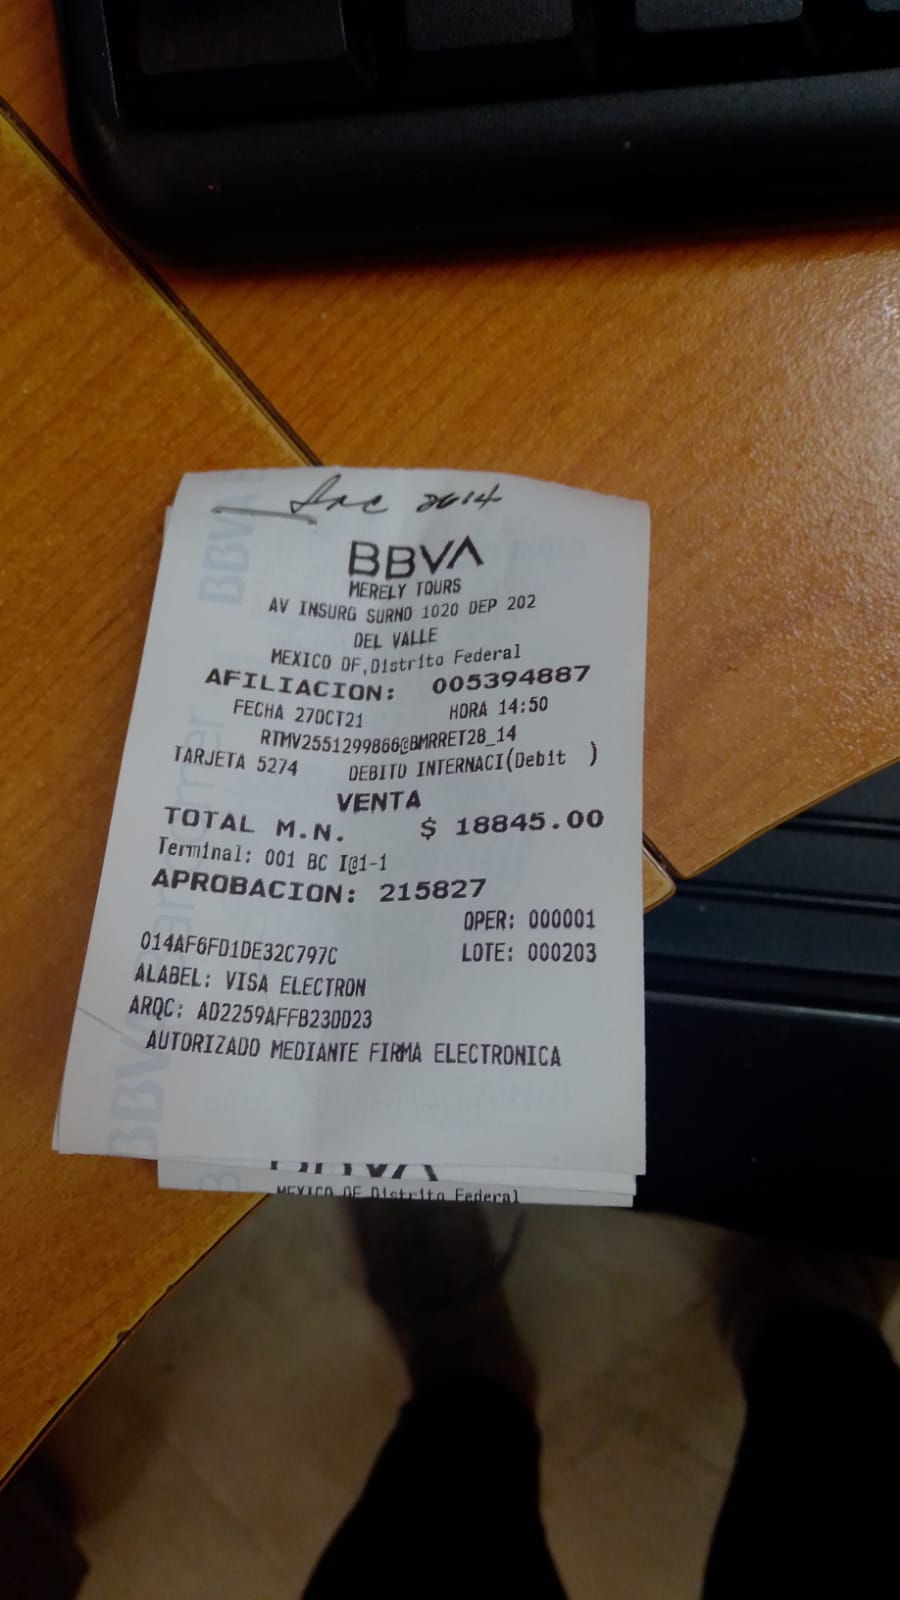 2614
BBVA
MERELY TOURS
AV INSURG SURNO 1020 DEP 202
DEL VALLE
MEXICO DF,Distrito Federal
AFILIACION: 005394887
FECHA 27OCT21 HORA 14:50
RTMV2551299866@BMRRET28_14
TARJETA 5274 DEBITO INTERNACI(Debit )
VENTA
TOTAL M.N. $ 18845.00
Terminal: 001 BC I@1-1
APROBACION: 215827
OPER: 000001
014AF6FD1DE32C797C LOTE: 000203
ALABEL: VISA ELECTRON
ARQC: AD2259AFFB23DD23
AUTORIZADO MEDIANTE FIRMA ELECTRONICA
BBVA
MEXICO DF Distrito Federal